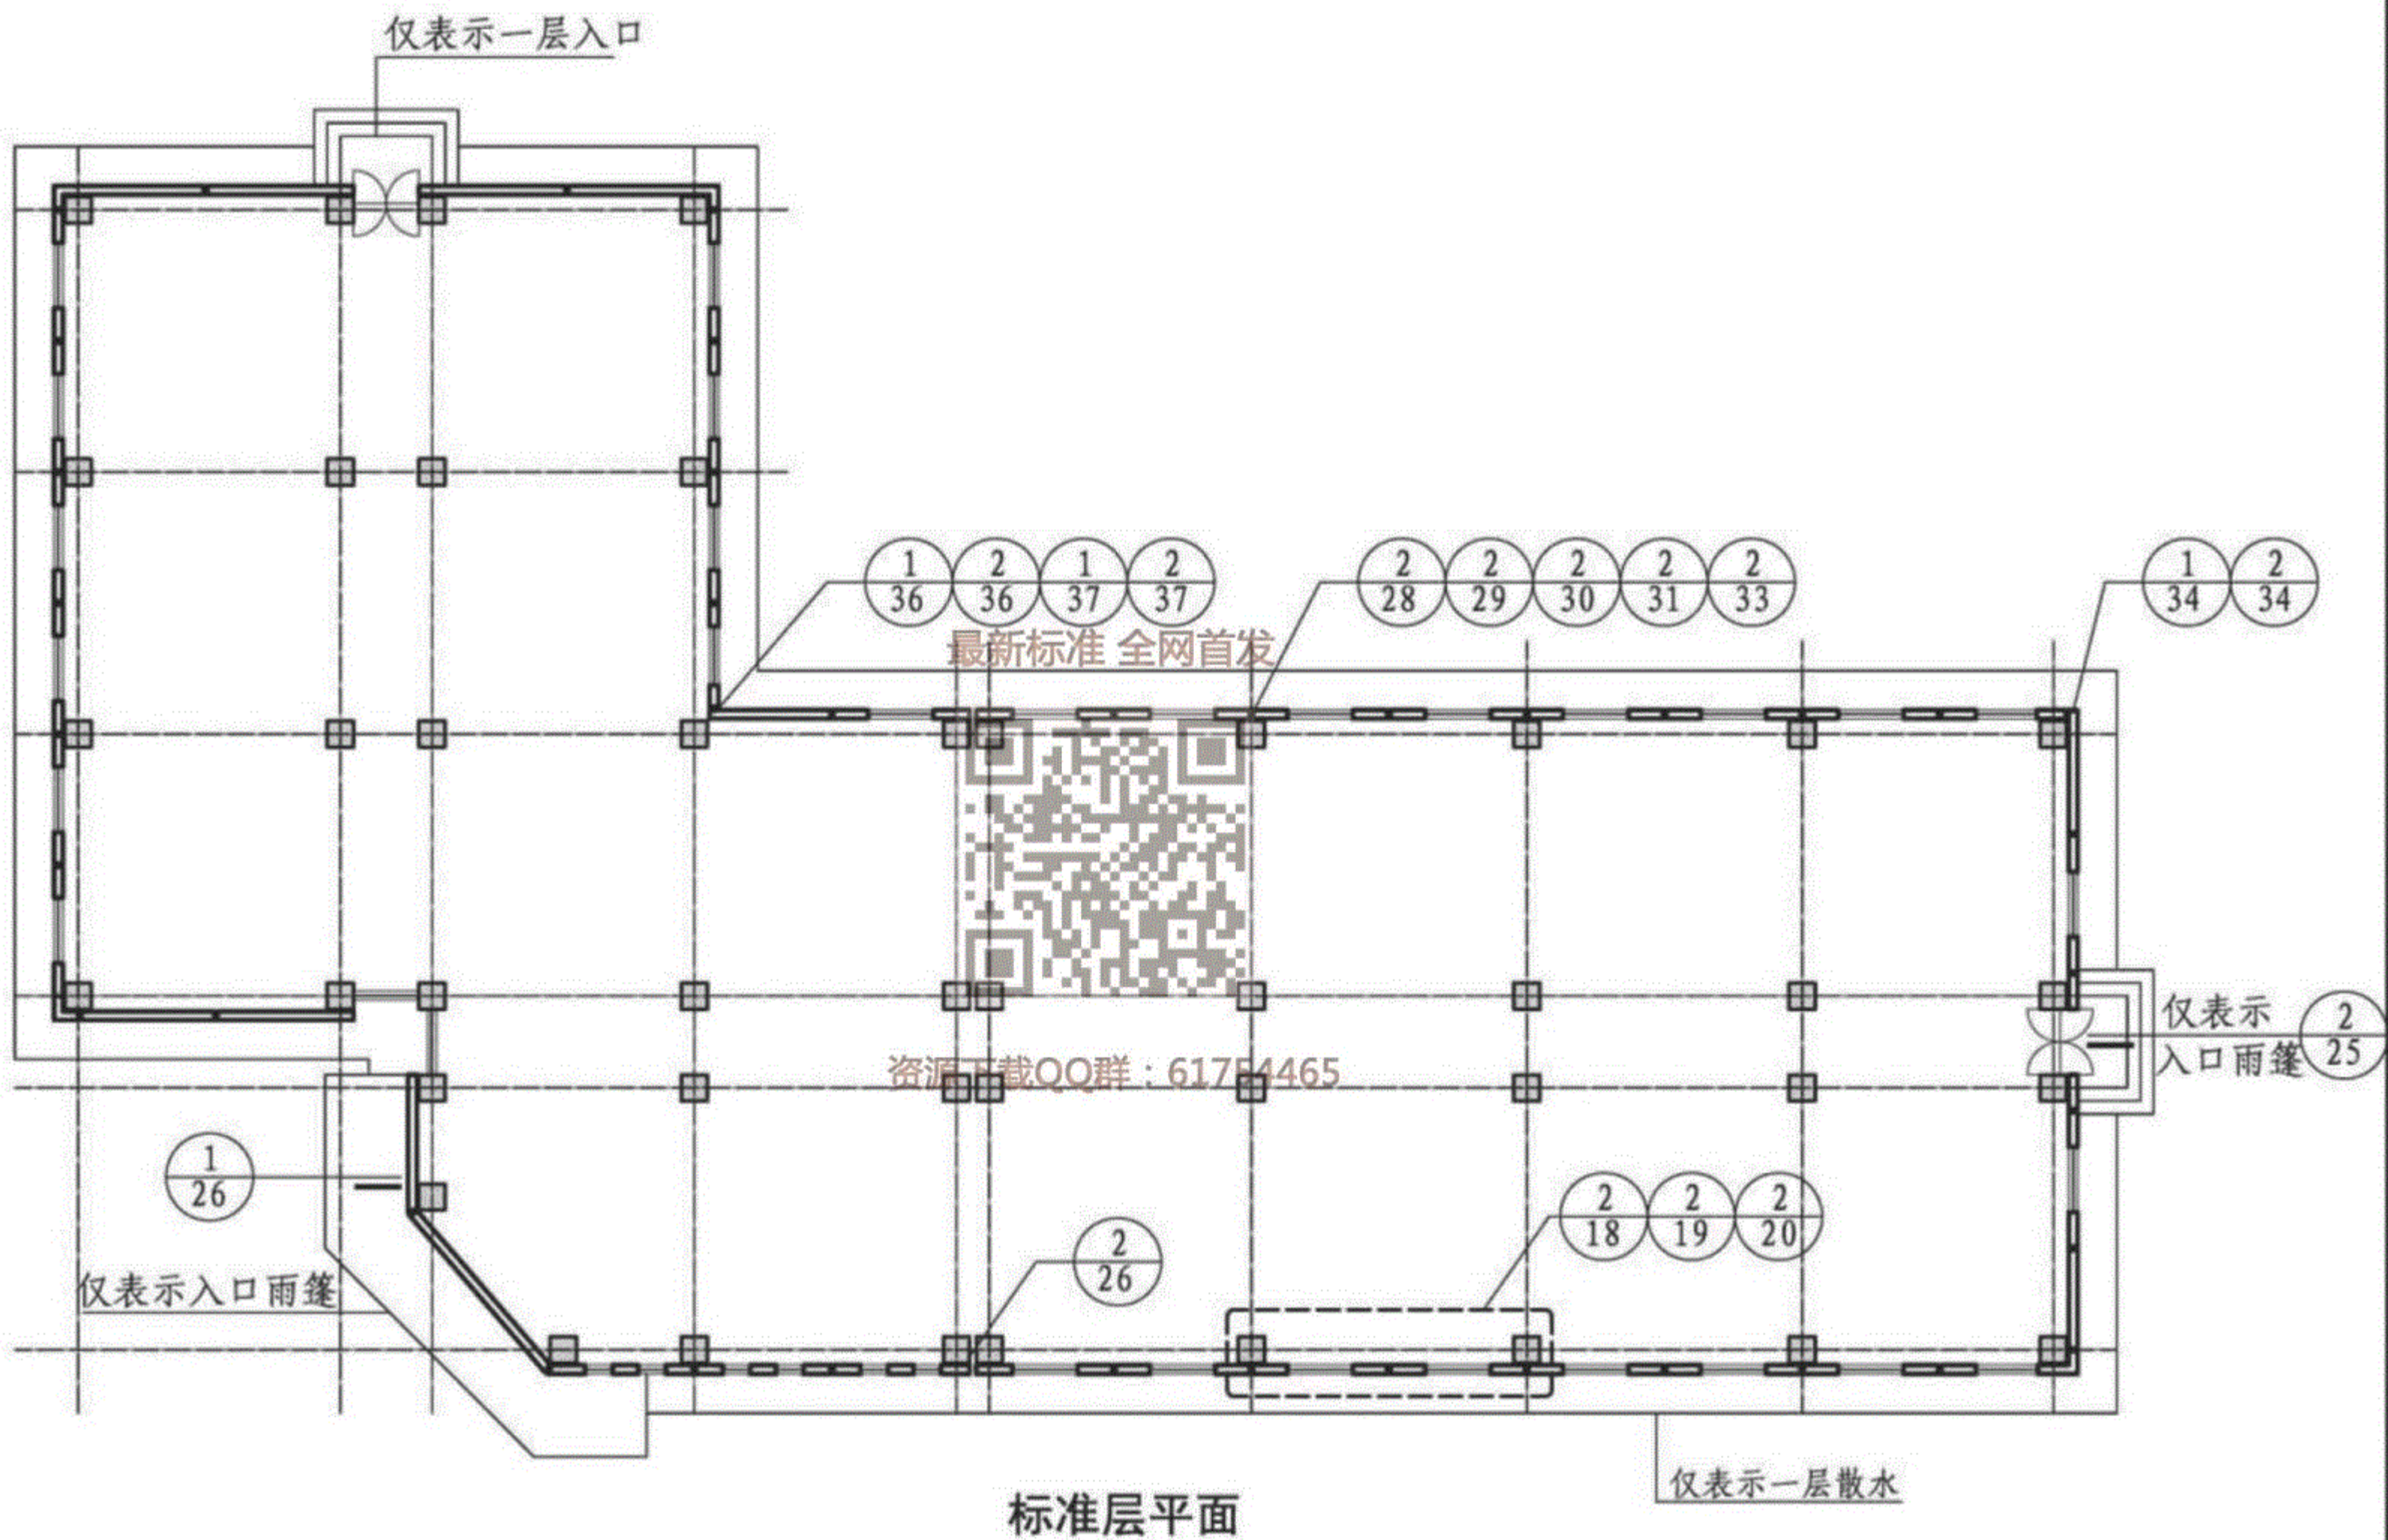 仅表示一层入口
1 2 1 2
36 36 37 37
2 2 2 2 2
28 29 30 31 33
1 2
34 34
最新标准 全网首发
仅表示
入口雨篷
2
25
资源下载QQ群：61754465
1
26
2
26
2 2 2
18 19 20
仅表示入口雨篷
仅表示一层散水
标准层平面